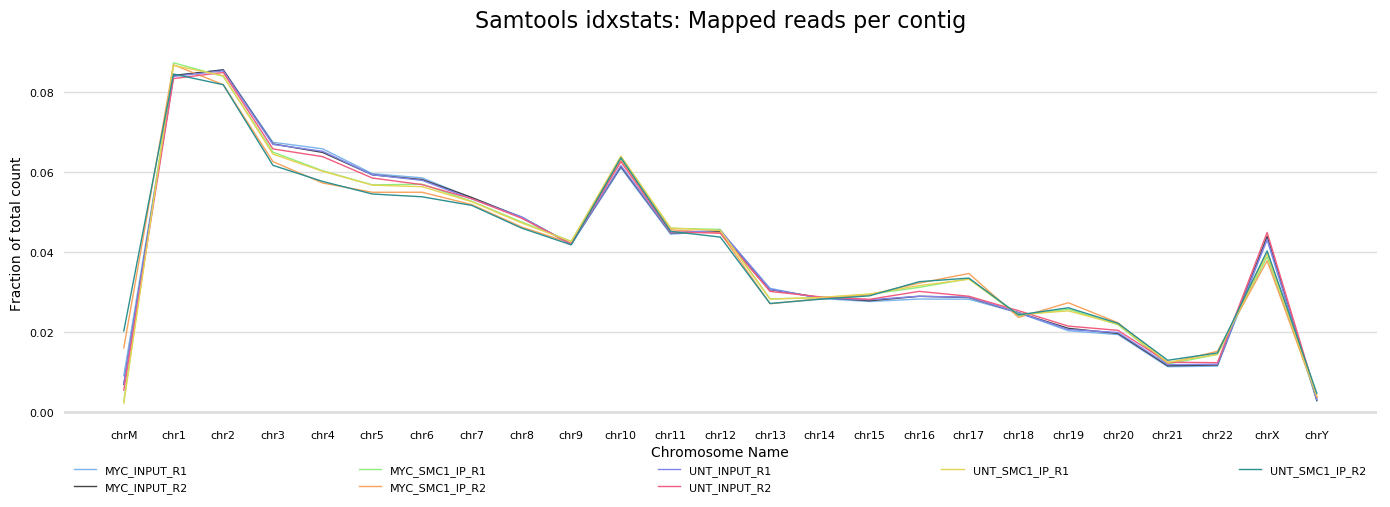 Samtools idxstats: Mapped reads per contig
Fraction of total count
0.08
0.06
0.04
0.02
0.00
chrM chr1 chr2 chr3 chr4 chr5 chr6 chr7 chr8 chr9 chr10 chr11 chr12 chr13 chr14 chr15 chr16 chr17 chr18 chr19 chr20 chr21 chr22 chrX chrY
Chromosome Name
MYC_INPUT_R1 MYC_SMC1_IP_R1 UNT_INPUT_R1 UNT_SMC1_IP_R1 UNT_SMC1_IP_R2
MYC_INPUT_R2 MYC_SMC1_IP_R2 UNT_INPUT_R2